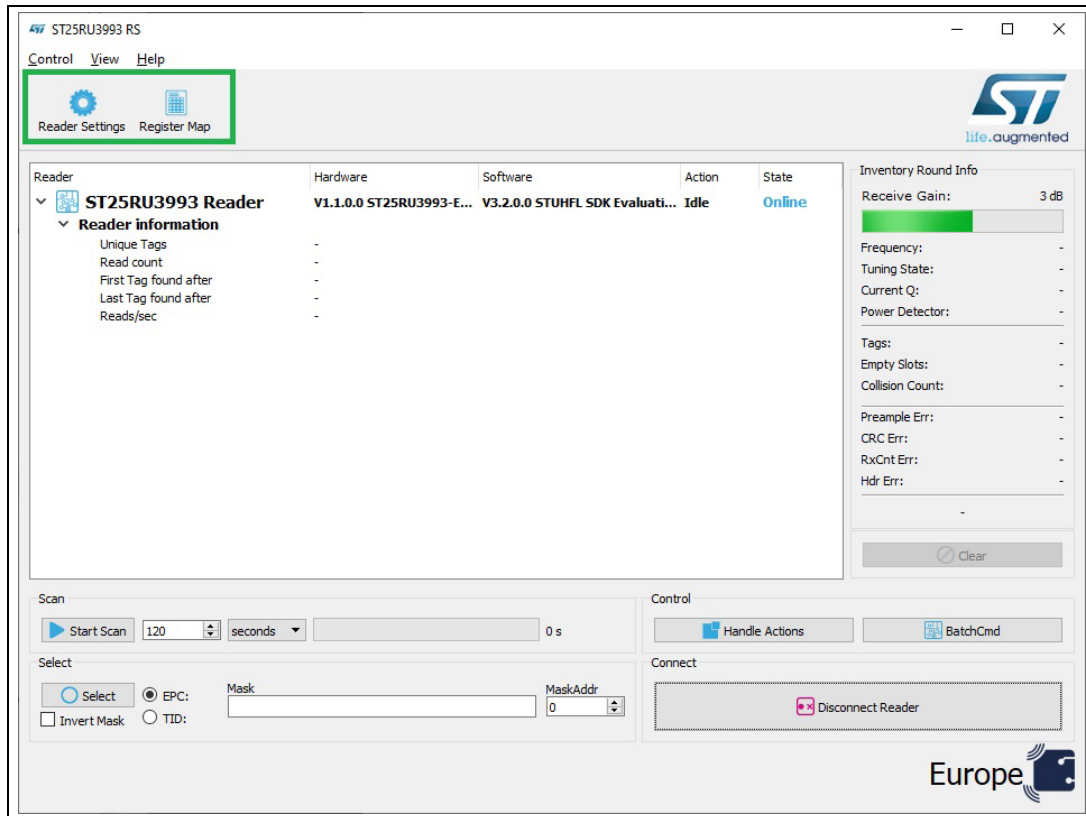 ST25RU3993 RS
Control View Help
Reader Settings Register Map
ST
life.augmented
Reader Hardware Software Action State
ST25RU3993 Reader V1.1.0.0 ST25RU3993-E... V3.2.0.0 STUHFL SDK Evaluati... Idle Online
Reader information
Unique Tags -
Read count -
First Tag found after -
Last Tag found after -
Reads/sec -
Inventory Round Info
Receive Gain: 3 dB
Frequency: -
Tuning State: -
Current Q: -
Power Detector: -
Tags: -
Empty Slots: -
Collision Count: -
Preample Err: -
CRC Err: -
RxCnt Err: -
Hdr Err: -
-
Clear
Scan
Start Scan 120 seconds 0 s
Control
Handle Actions BatchCmd
Select
Select EPC: Mask MaskAddr
Invert Mask TID: 0
Connect
Disconnect Reader
Europe